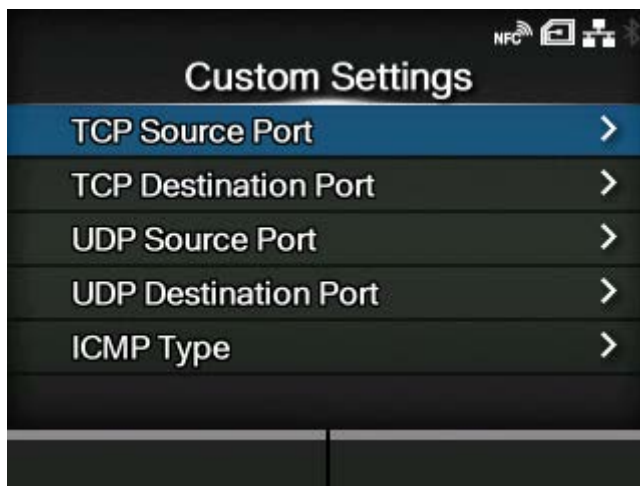 NFC
Custom Settings
TCP Source Port
TCP Destination Port
UDP Source Port
UDP Destination Port
ICMP Type